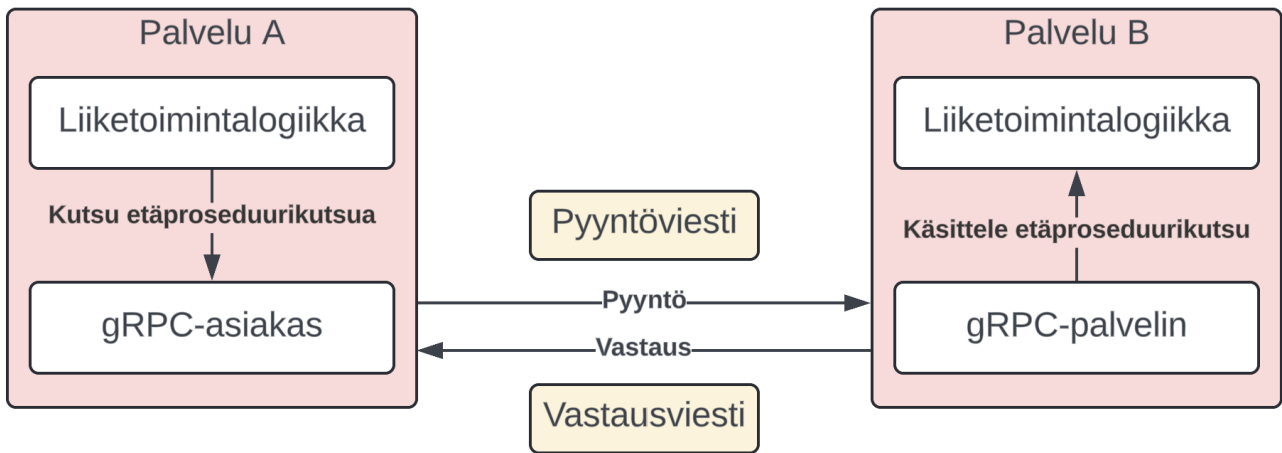 Palvelu A
Liiketoimintalogiikka
Kutsu etäproseduurikutsua
gRPC-asiakas
Pyyntöviesti
Pyyntö
Vastaus
Vastausviesti
Palvelu B
Liiketoimintalogiikka
Käsittele etäproseduurikutsu
gRPC-palvelin